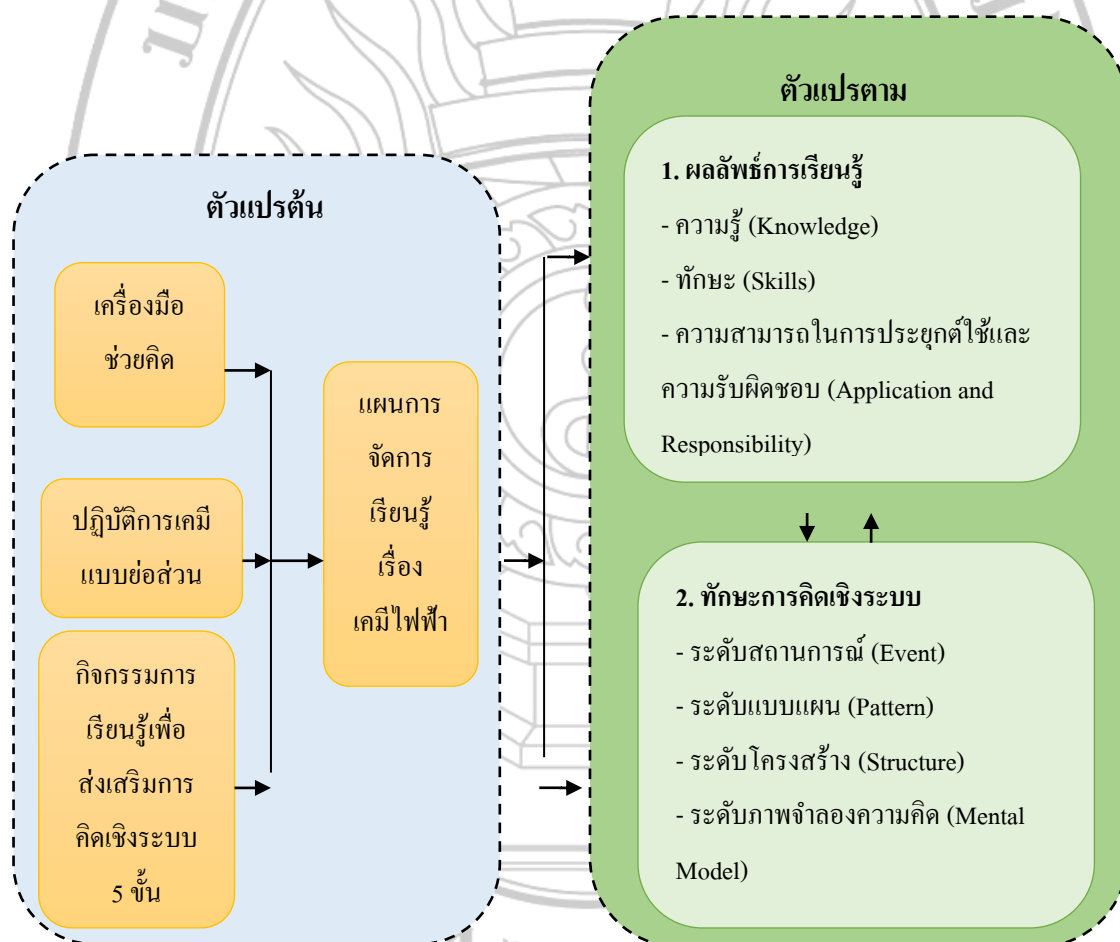 ตัวแปรต้น
เครื่องมือ
ช่วยคิด
ปฏิบัติการเคมี
แบบย่อส่วน
กิจกรรมการ
เรียนรู้เพื่อ
ส่งเสริมการ
คิดเชิงระบบ
5 ขั้น
แผนการ
จัดการ
เรียนรู้
เรื่อง
เคมีไฟฟ้า
ตัวแปรตาม
1. ผลลัพธ์การเรียนรู้
- ความรู้ (Knowledge)
- ทักษะ (Skills)
- ความสามารถในการประยุกต์ใช้และ
ความรับผิดชอบ (Application and
Responsibility)
2. ทักษะการคิดเชิงระบบ
- ระดับสถานการณ์ (Event)
- ระดับแบบแผน (Pattern)
- ระดับโครงสร้าง (Structure)
- ระดับภาพจำลองความคิด (Mental
Model)